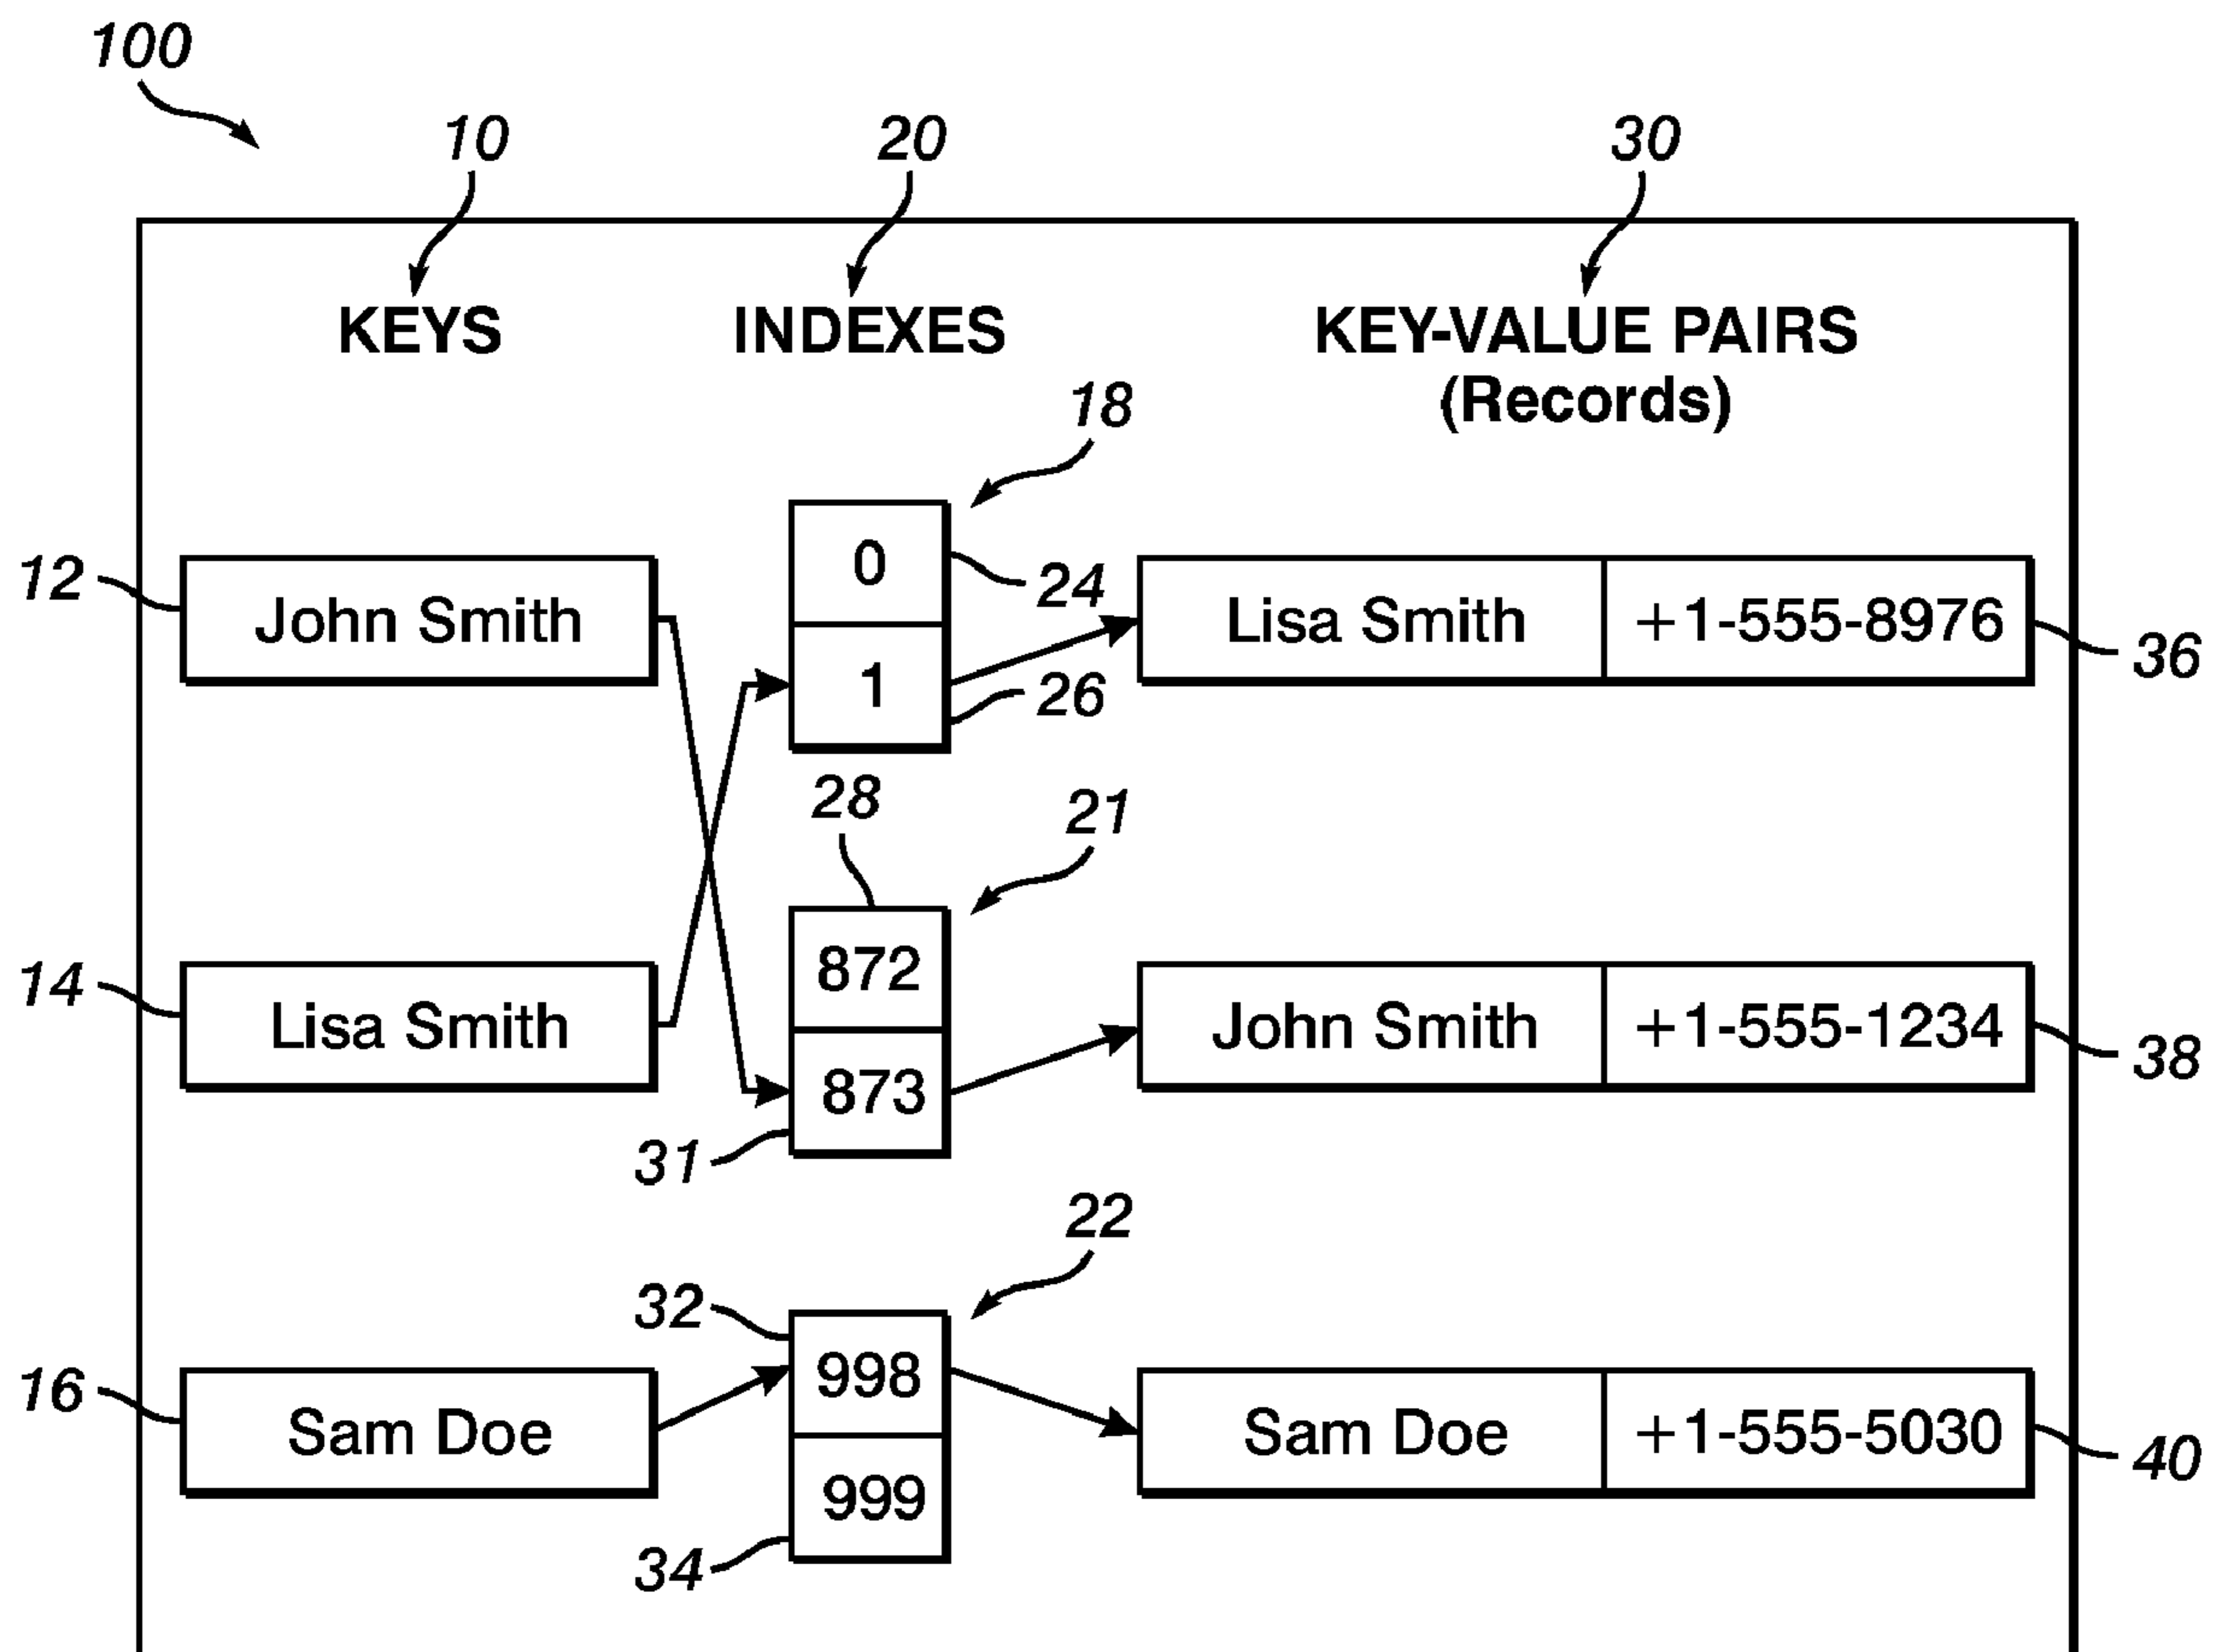 100
10 20 30
KEYS INDEXES KEY-VALUE PAIRS
(Records)
18
12 John Smith 0 24 Lisa Smith +1-555-8976 36
1 26
28 21
14 Lisa Smith 872 John Smith +1-555-1234 38
873
31
22
32
16 Sam Doe 998 Sam Doe +1-555-5030 40
999
34